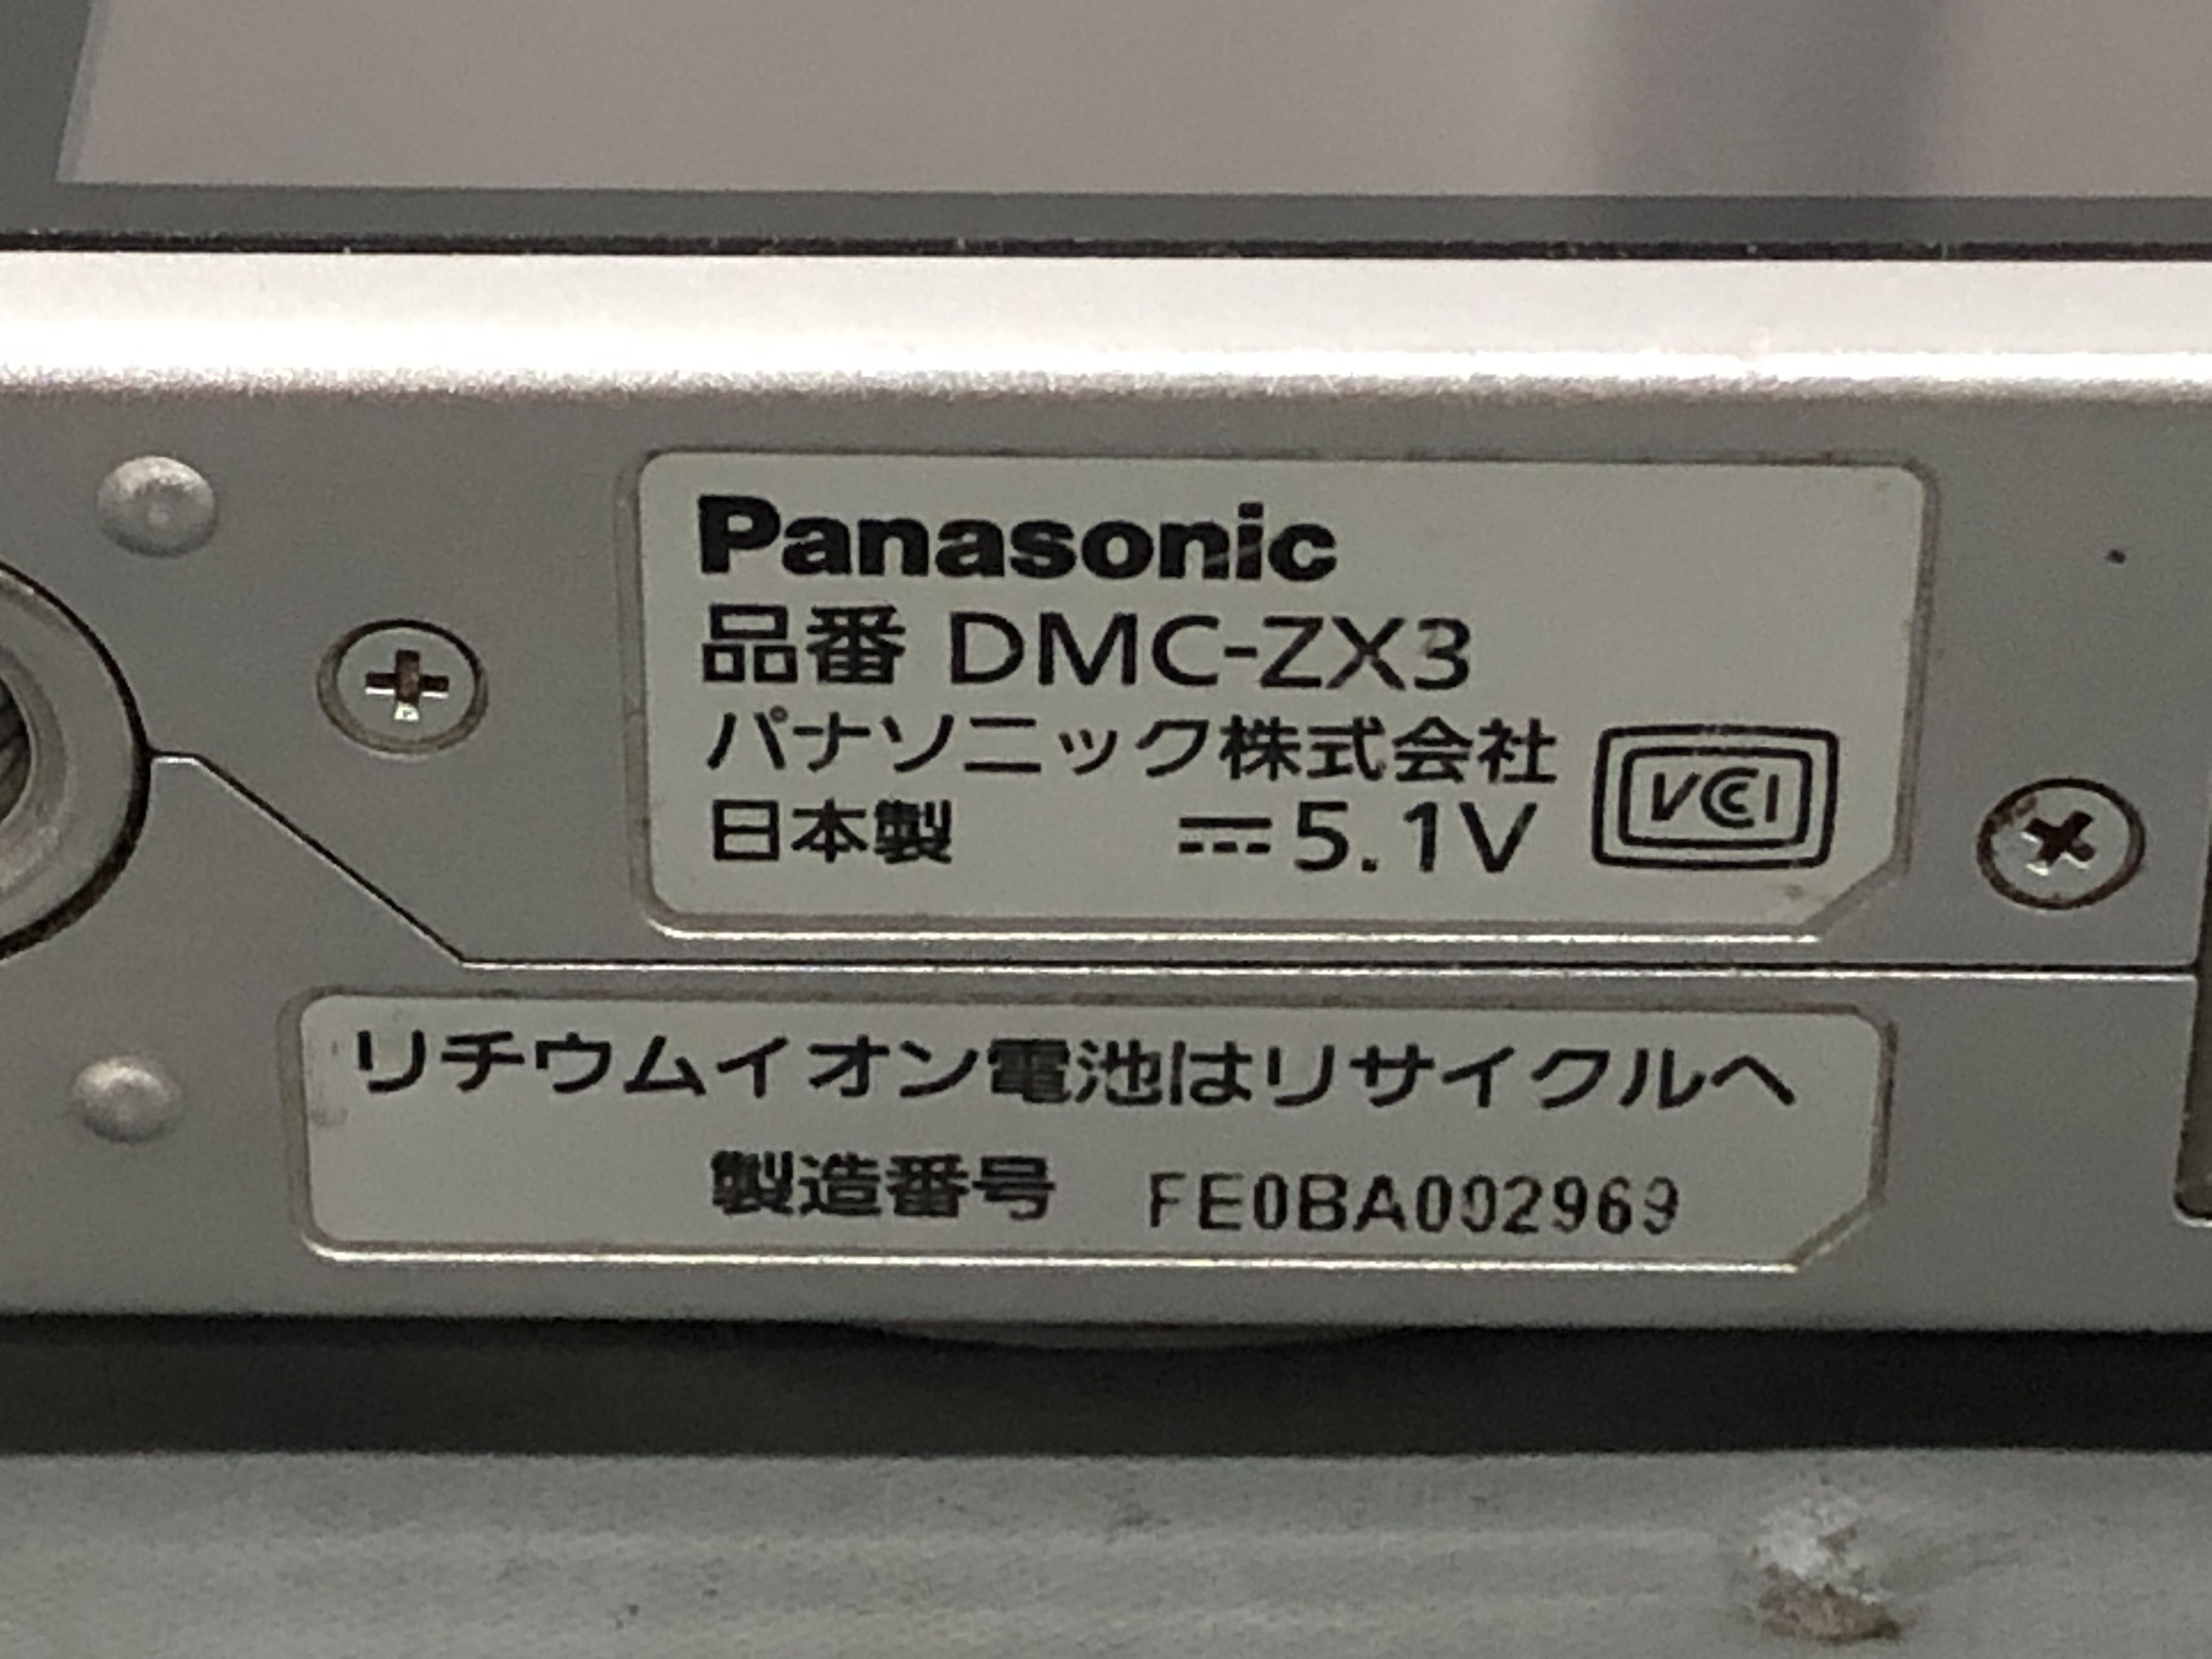 Panasonic
品番 DMC-ZX3
パナソニック株式会社
日本製 ⎓5.1V
VCCI
リチウムイオン電池はリサイクルへ
製造番号 FE0BA002969